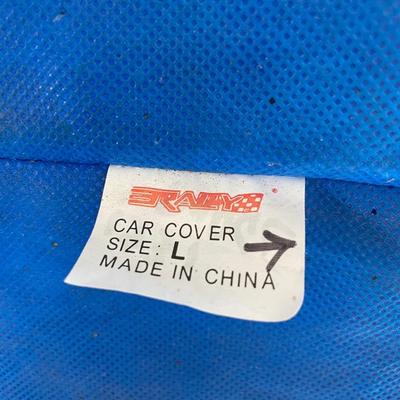 RALLY
CAR COVER
SIZE: L
MADE IN CHINA